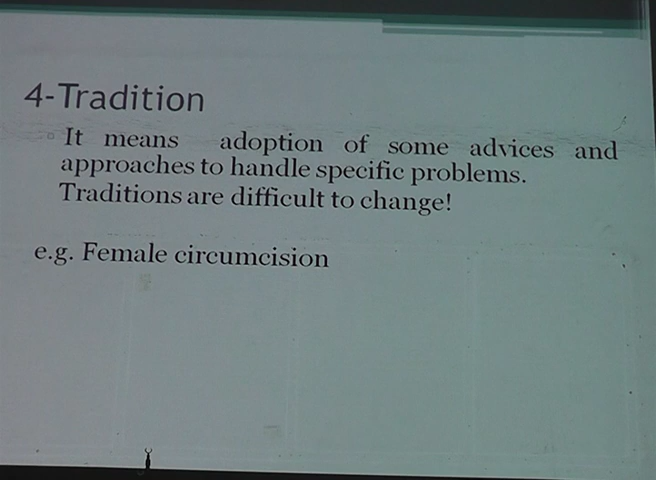 4-Tradition
It means adoption of some advices and
approaches to handle specific problems.
Traditions are difficult to change!
e.g. Female circumcision